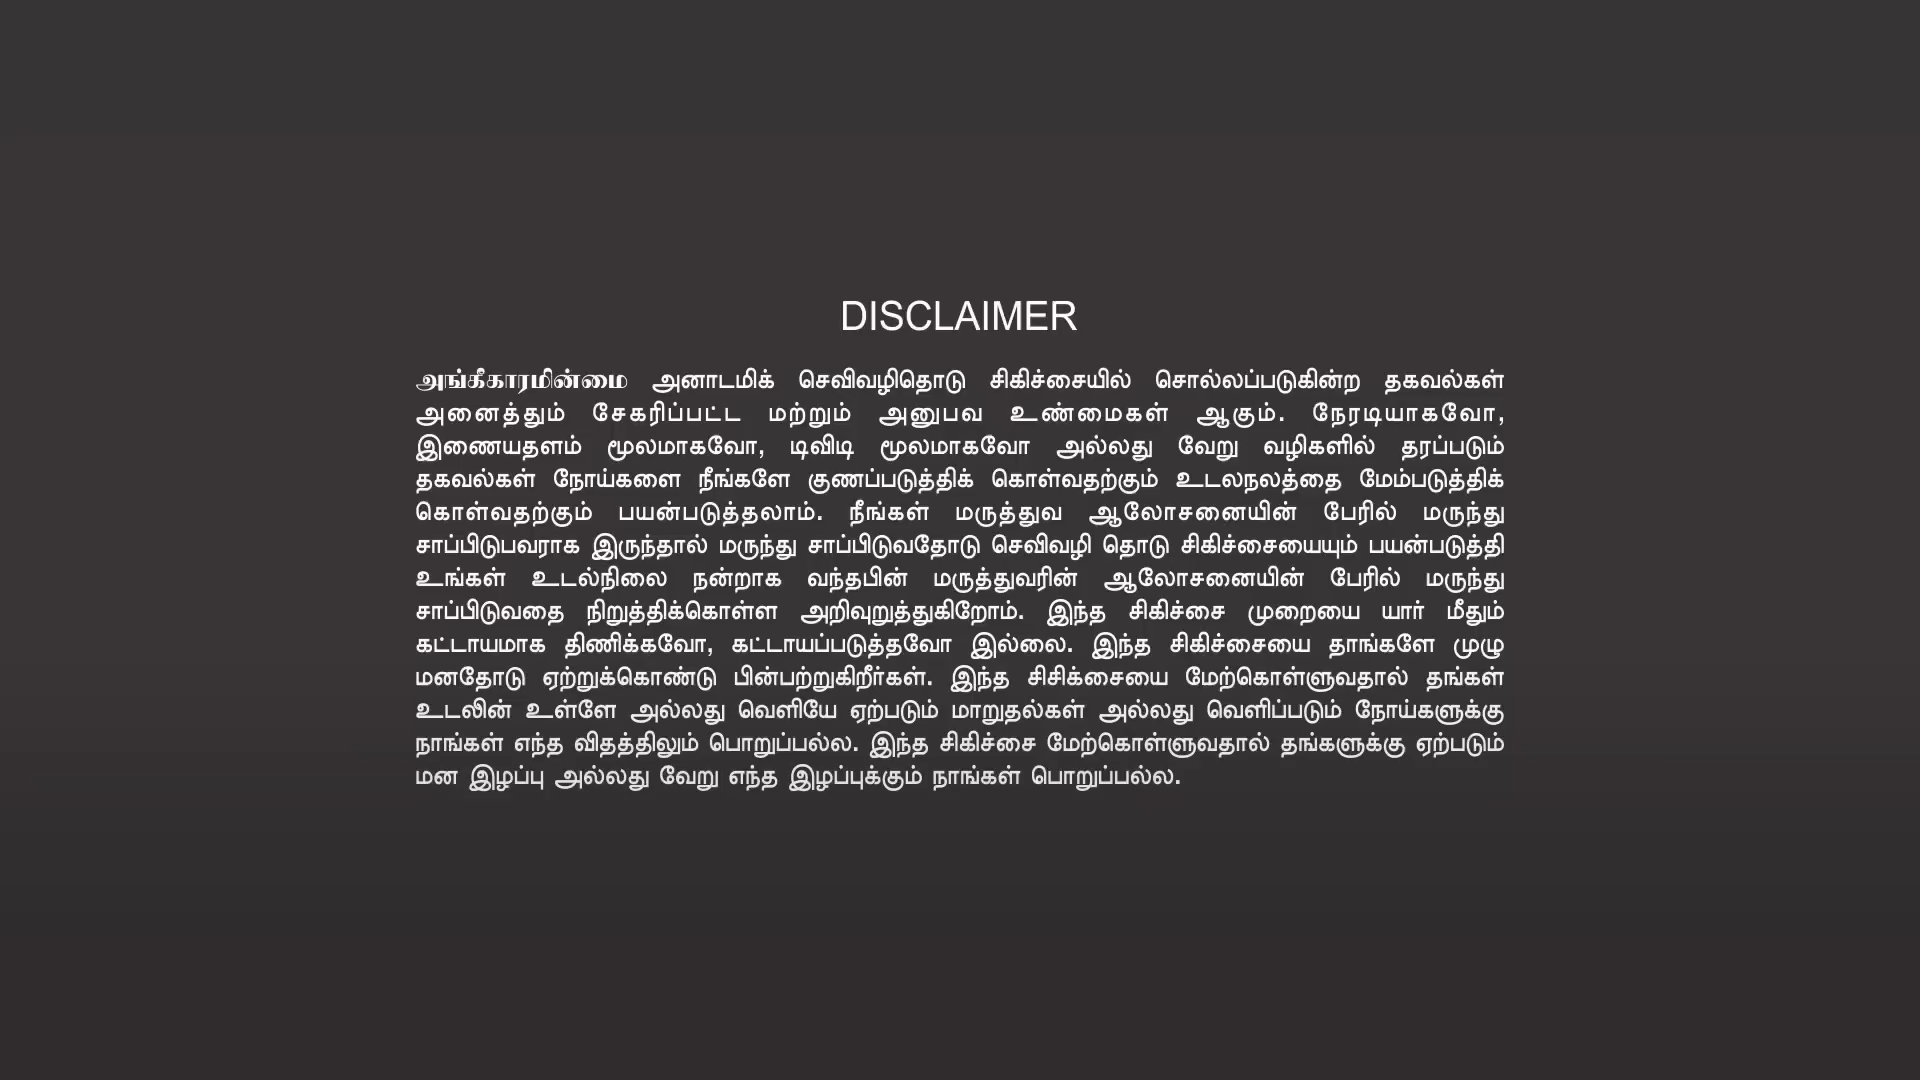 DISCLAIMER
அங்கீகாரமின்மை அனாடமிக் செவிவழிதொடு சிகிச்சையில் சொல்லப்படுகின்ற தகவல்கள்
அனைத்தும் சேகரிப்பட்ட மற்றும் அனுபவ உண்மைகள் ஆகும். நேரடியாகவோ,
இணையதளம் மூலமாகவோ, டிவிடி மூலமாகவோ அல்லது வேறு வழிகளில் தரப்படும்
தகவல்கள் நோய்களை நீங்களே குணப்படுத்திக் கொள்வதற்கும் உடலநலத்தை மேம்படுத்திக்
கொள்வதற்கும் பயன்படுத்தலாம். நீங்கள் மருத்துவ ஆலோசனையின் பேரில் மருந்து
சாப்பிடுபவராக இருந்தால் மருந்து சாப்பிடுவதோடு செவிவழி தொடு சிகிச்சையையும் பயன்படுத்தி
உங்கள் உடல்நிலை நன்றாக வந்தபின் மருத்துவரின் ஆலோசனையின் பேரில் மருந்து
சாப்பிடுவதை நிறுத்திக்கொள்ள அறிவுறுத்துகிறோம். இந்த சிகிச்சை முறையை யார் மீதும்
கட்டாயமாக திணிக்கவோ, கட்டாயப்படுத்தவோ இல்லை. இந்த சிகிச்சையை தாங்களே முழு
மனதோடு ஏற்றுக்கொண்டு பின்பற்றுகிறீர்கள். இந்த சிசிக்சையை மேற்கொள்ளுவதால் தங்கள்
உடலின் உள்ளே அல்லது வெளியே ஏற்படும் மாறுதல்கள் அல்லது வெளிப்படும் நோய்களுக்கு
நாங்கள் எந்த விதத்திலும் பொறுப்பல்ல. இந்த சிகிச்சை மேற்கொள்ளுவதால் தங்களுக்கு ஏற்படும்
மன இழப்பு அல்லது வேறு எந்த இழப்புக்கும் நாங்கள் பொறுப்பல்ல.